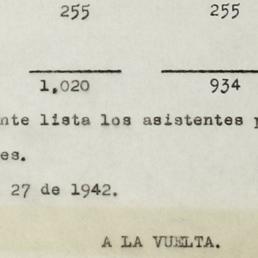 255 255
1,020 934
nte lista los asistentes
es.
27 de 1942.
A LA VUELTA.